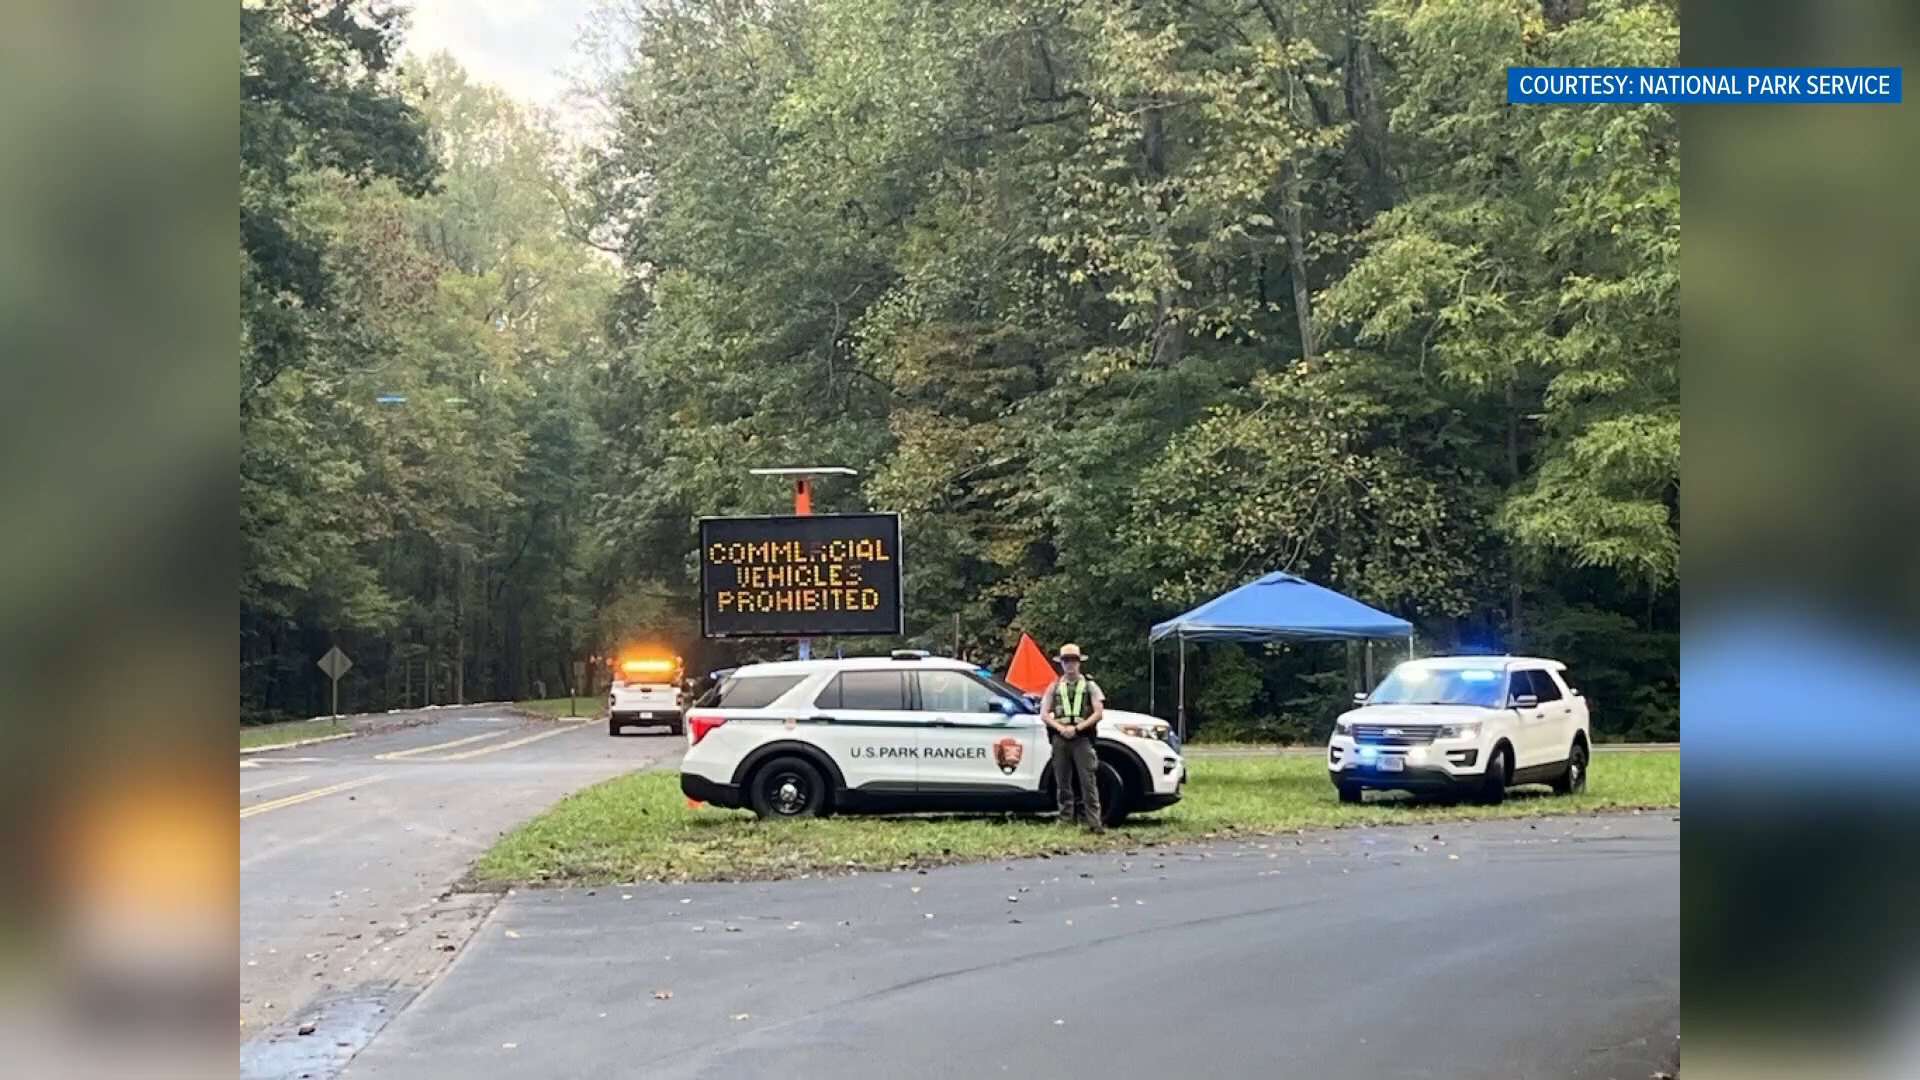 COURTESY: NATIONAL PARK SERVICE
COMMERCIAL
VEHICLES
PROHIBITED
U.S. PARK RANGER